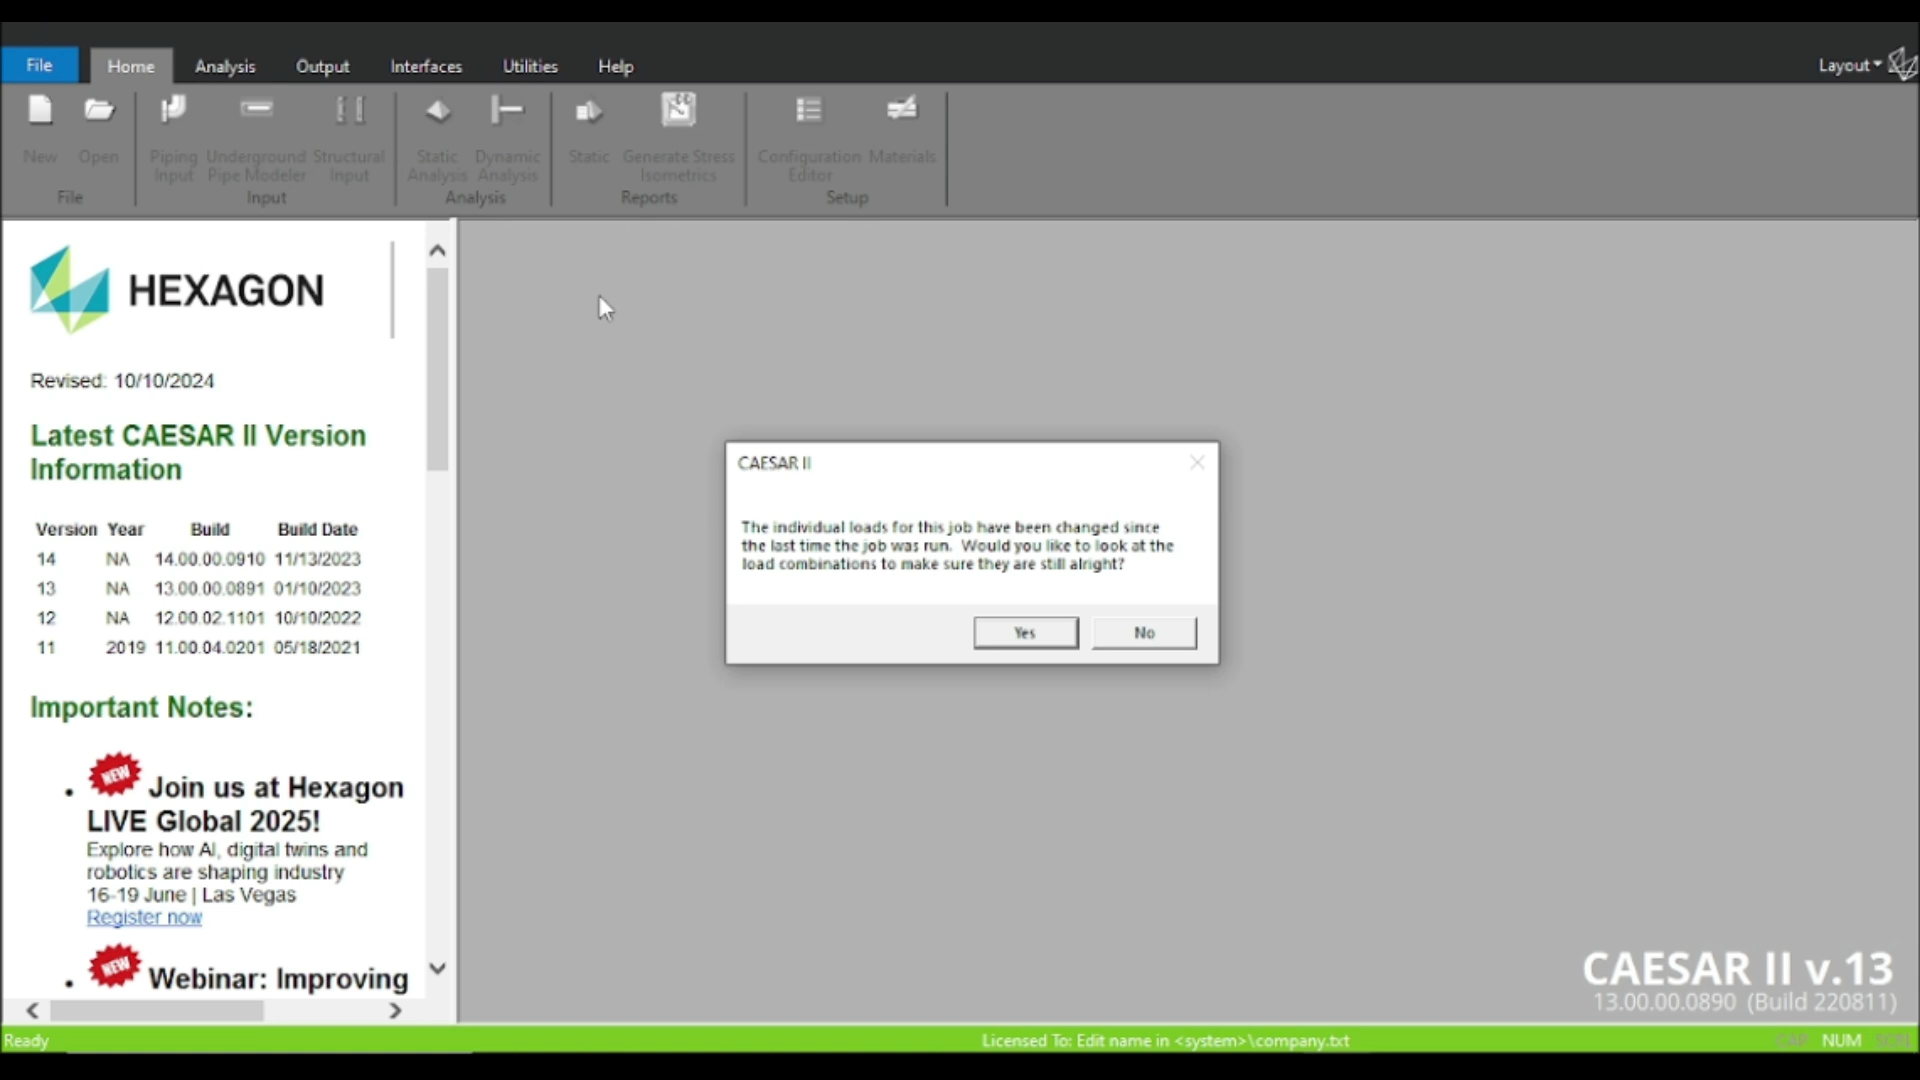 File
Home
Analysis
Output
Interfaces
Utilities
Help
Layout
New
Open
Piping
Input
Underground
Pipe Modeler
Structural
Input
Static
Analysis
Dynamic
Analysis
Static
Generate Stress
Isometrics
Configuration
Editor
Materials
File
Input
Analysis
Reports
Setup
HEXAGON
Revised: 10/10/2024
Latest CAESAR II Version
Information
Version Year Build Build Date
14 NA 14.00.00.0910 11/13/2023
13 NA 13.00.00.0891 01/10/2023
12 NA 12.00.02.1101 10/10/2022
11 2019 11.00.04.0201 05/18/2021
Important Notes:
NEW Join us at Hexagon
LIVE Global 2025!
Explore how AI, digital twins and
robotics are shaping industry
16-19 June | Las Vegas
Register now
NEW Webinar: Improving
CAESAR II
The individual loads for this job have been changed since
the last time the job was run. Would you like to look at the
load combinations to make sure they are still alright?
Yes
No
CAESAR II v.13
13.00.00.0890 (Build 220811)
Ready
Licensed To: Edit name in <system>\company.txt
CAP NUM